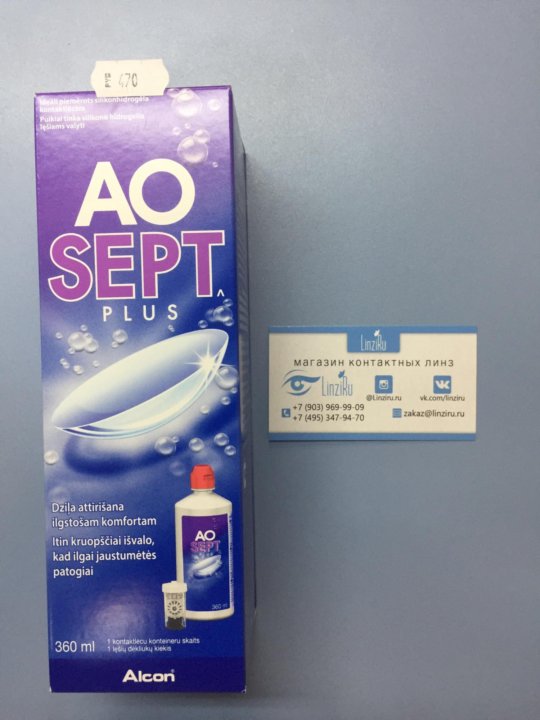 РУБ 470
Ideāli piemērots silikonhidrogēla
kontaktlēcām
Puikiai tinka silikono hidrogelio
lęšiams valyti
AO
SEPT
PLUS
Dziļa attīrīšana
ilgstošam komfortam
Itin kruopščiai išvalo,
kad ilgai jaustumėtės
patogiai
AO
SEPT
360 ml
360 ml
1 kontaktlēcu konteineru skaits
1 lęšių dėkliukų kiekis
Alcon
LinziRu
магазин контактных линз
LinziRu
@Linziru.ru
vk.com/linziru
+7 (903) 969-99-09
+7 (495) 347-94-70
zakaz@linziru.ru